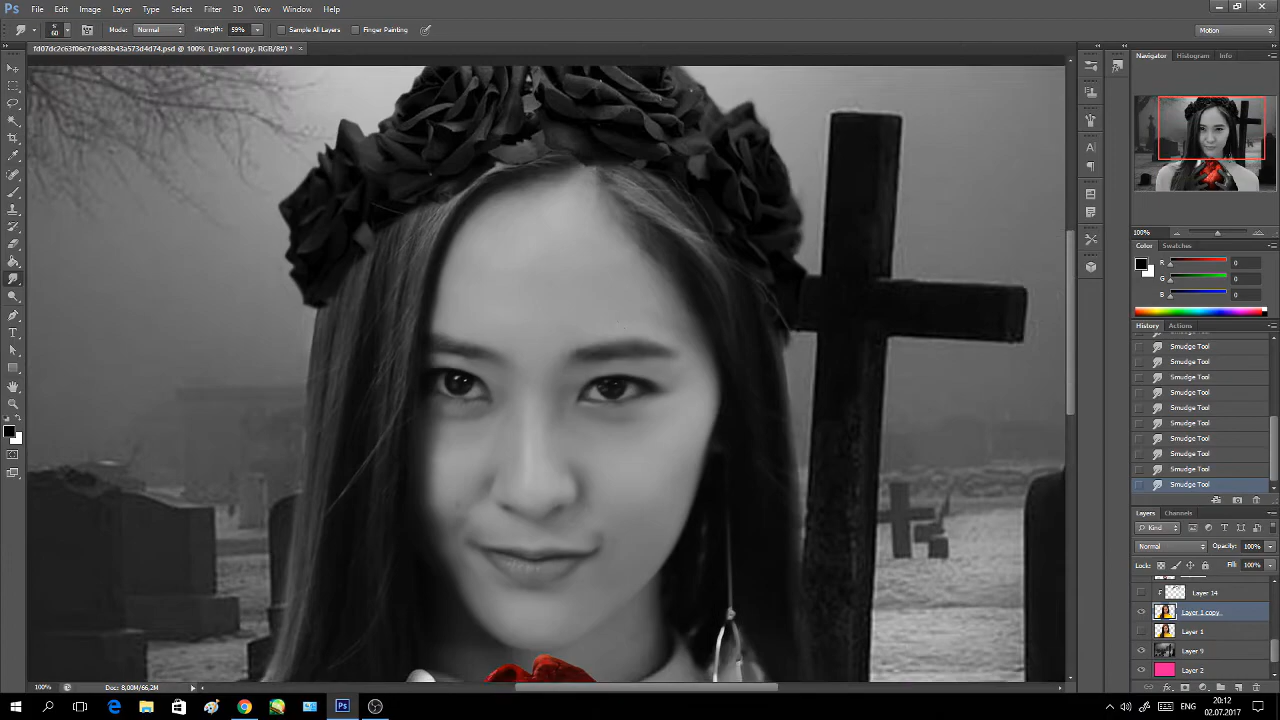 Ps File Edit Image Layer Type Select Filter 3D View Window Help
60 Mode: Normal Strength: 59% Sample All Layers Finger Painting Motion
fd07dc2c63f06e71e883b43a573d4d74.psd @ 100% (Layer 1 copy, RGB/8#) * ×
Navigator Histogram Info
100%
Color Swatches
R 0
G 0
B 0
History Actions
Smudge Tool
Smudge Tool
Smudge Tool
Smudge Tool
Smudge Tool
Smudge Tool
Smudge Tool
Smudge Tool
Smudge Tool
Smudge Tool
Layers Channels
Kind
Normal Opacity: 100%
Lock: Fill: 100%
Layer 14
Layer 1 copy
Layer 1
Layer 9
Layer 2
100% Doc: 8,00M/66,2M
Ps ENG 20:12
02.07.2017